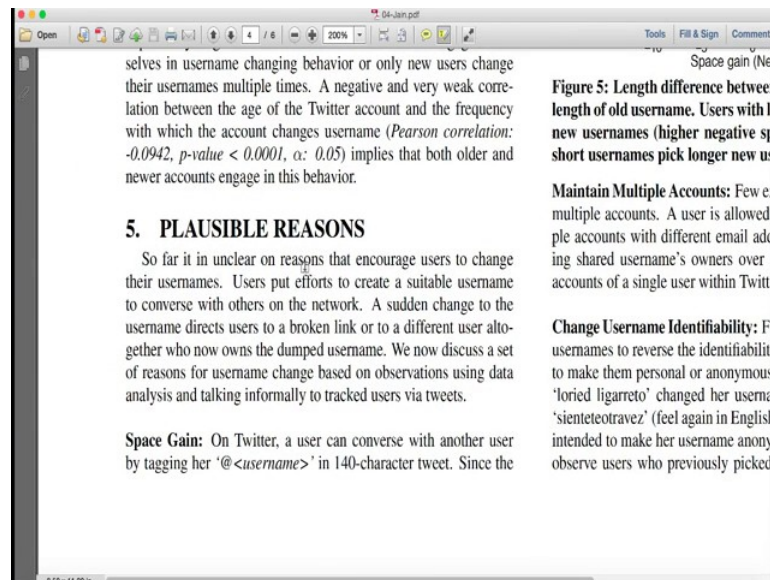 04-Jain.pdf
Open
4 / 6
200%
Tools
Fill & Sign
Comment
selves in username changing behavior or only new users change
their usernames multiple times. A negative and very weak corre-
lation between the age of the Twitter account and the frequency
with which the account changes username (Pearson correlation:
-0.0942, p-value < 0.0001, α: 0.05) implies that both older and
newer accounts engage in this behavior.
5. PLAUSIBLE REASONS
So far it in unclear on reasons that encourage users to change
their usernames. Users put efforts to create a suitable username
to converse with others on the network. A sudden change to the
username directs users to a broken link or to a different user alto-
gether who now owns the dumped username. We now discuss a set
of reasons for username change based on observations using data
analysis and talking informally to tracked users via tweets.
Space Gain: On Twitter, a user can converse with another user
by tagging her ‘@<username>’ in 140-character tweet. Since the
Space gain (Ne
Figure 5: Length difference betwee
length of old username. Users with l
new usernames (higher negative sp
short usernames pick longer new us
Maintain Multiple Accounts: Few e
multiple accounts. A user is allowed
ple accounts with different email add
ing shared username’s owners over
accounts of a single user within Twitt
Change Username Identifiability: F
usernames to reverse the identifiabilit
to make them personal or anonymous
‘loried ligarreto’ changed her userna
‘sienteteotravez’ (feel again in English
intended to make her username anony
observe users who previously picked